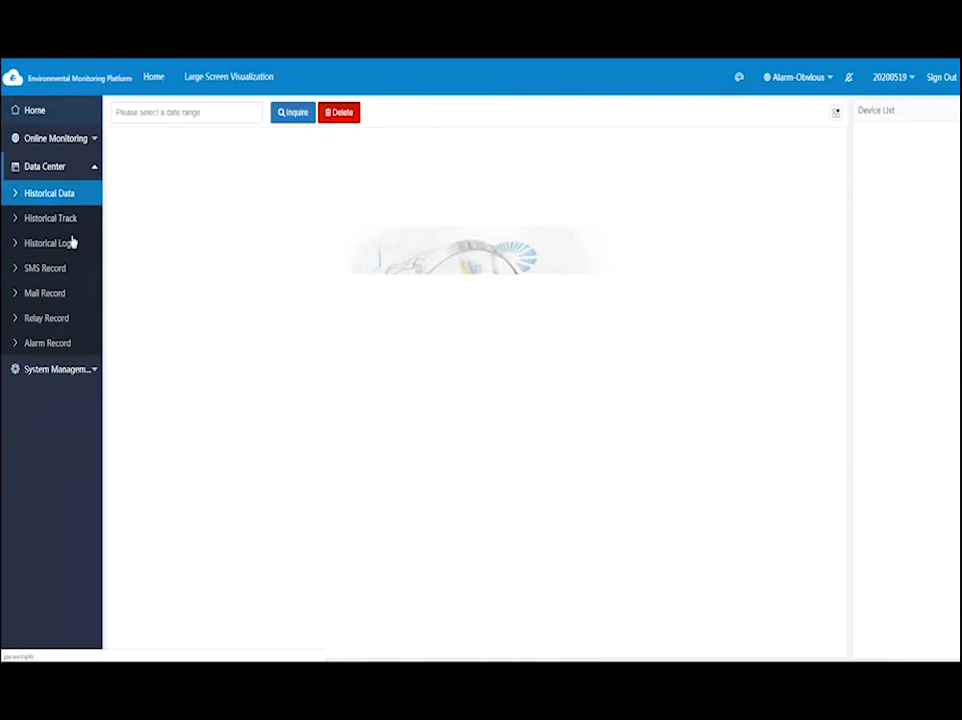 Environmental Monitoring Platform Home Large Screen Visualization Alarm-Obvious 20200519 Sign Out
Home
Please select a date range Inquire Delete Device List
Online Monitoring
Data Center
Historical Data
Historical Track
Historical Log
SMS Record
Mail Record
Relay Record
Alarm Record
System Managem...